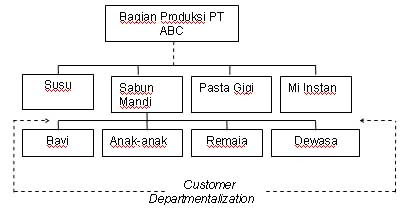 Bagian Produksi PT
ABC
Susu
Sabun
Mandi
Pasta Gigi
Mi Instan
Bayi
Anak-anak
Remaja
Dewasa
Customer
Departmentalization